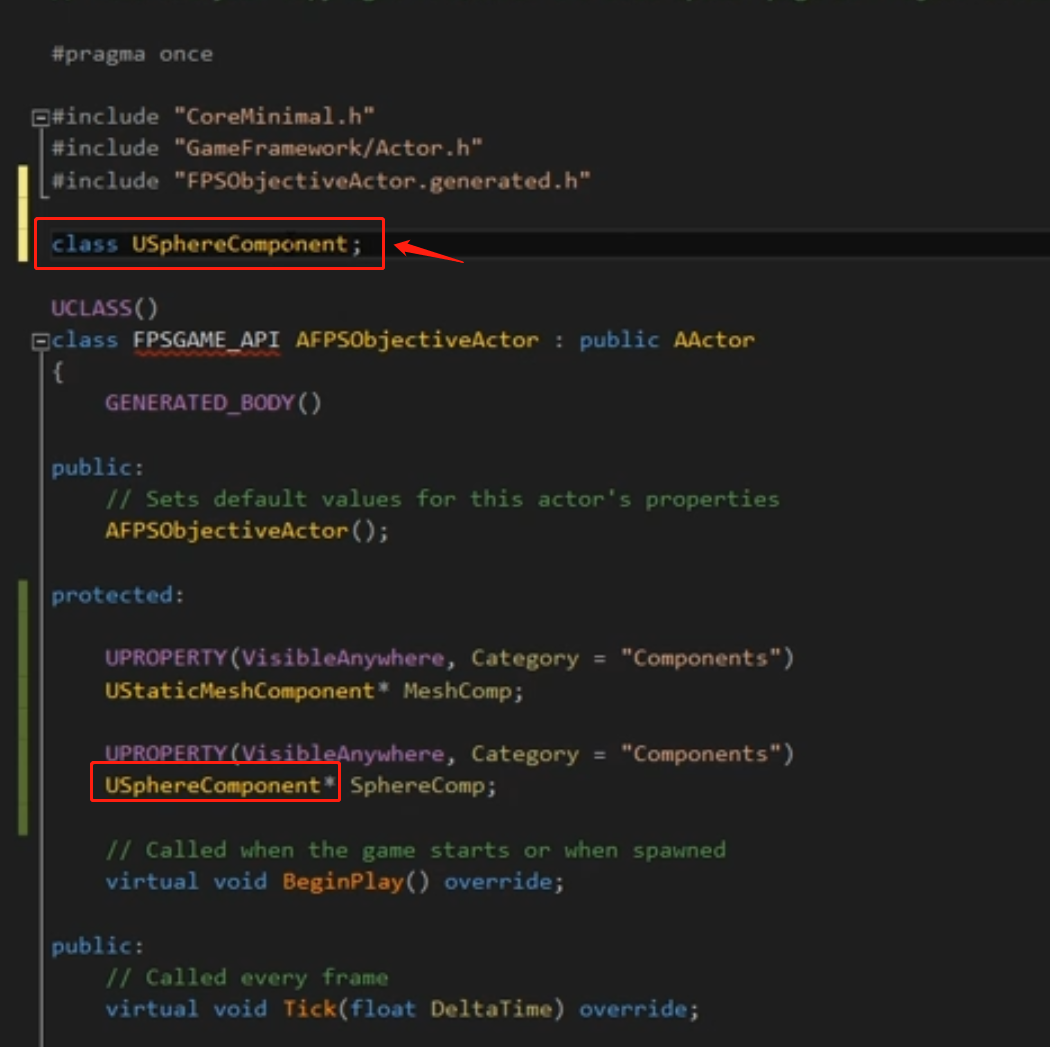 #pragma once
#include "CoreMinimal.h"
#include "GameFramework/Actor.h"
#include "FPSObjectiveActor.generated.h"
class USphereComponent;
UCLASS()
class FPSGAME_API AFPSObjectiveActor : public AActor
{
GENERATED_BODY()
public:
// Sets default values for this actor's properties
AFPSObjectiveActor();
protected:
UPROPERTY(VisibleAnywhere, Category = "Components")
UStaticMeshComponent* MeshComp;
UPROPERTY(VisibleAnywhere, Category = "Components")
USphereComponent* SphereComp;
// Called when the game starts or when spawned
virtual void BeginPlay() override;
public:
// Called every frame
virtual void Tick(float DeltaTime) override;